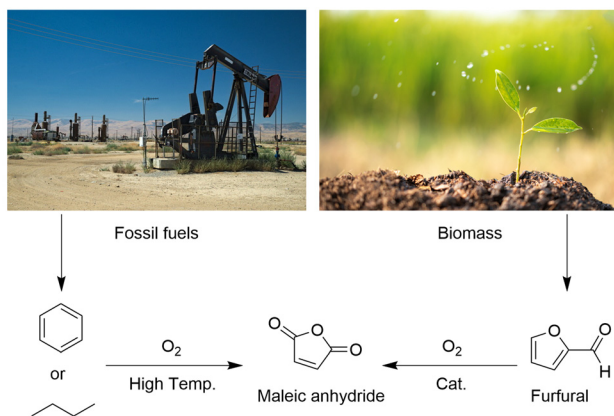 Fossil fuels
Biomass
O
O
O
O
O
H
or
O2
High Temp.
Maleic anhydride
O2
Cat.
Furfural